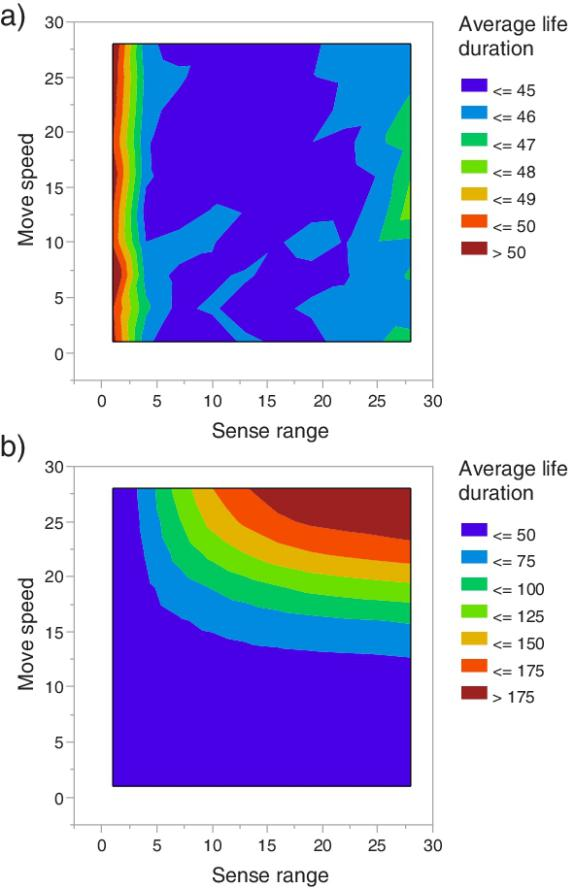 a)
Average life
duration
<= 45
<= 46
<= 47
<= 48
<= 49
<= 50
> 50
Move speed
30
25
20
15
10
5
0
0 5 10 15 20 25 30
Sense range
b)
Average life
duration
<= 50
<= 75
<= 100
<= 125
<= 150
<= 175
> 175
Move speed
30
25
20
15
10
5
0
0 5 10 15 20 25 30
Sense range